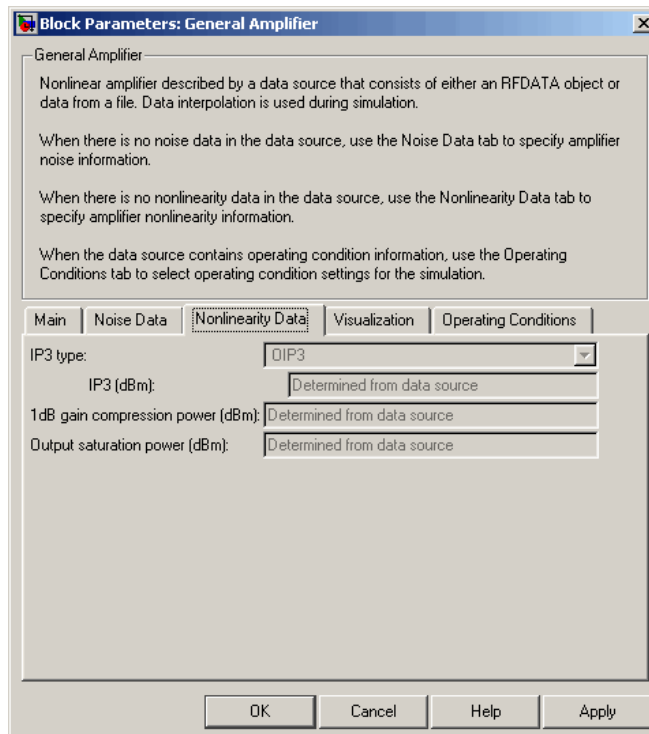 Block Parameters: General Amplifier
General Amplifier
Nonlinear amplifier described by a data source that consists of either an RFDATA object or
data from a file. Data interpolation is used during simulation.
When there is no noise data in the data source, use the Noise Data tab to specify amplifier
noise information.
When there is no nonlinearity data in the data source, use the Nonlinearity Data tab to
specify amplifier nonlinearity information.
When the data source contains operating condition information, use the Operating
Conditions tab to select operating condition settings for the simulation.
Main Noise Data Nonlinearity Data Visualization Operating Conditions
IP3 type: OIP3
IP3 (dBm): Determined from data source
1dB gain compression power (dBm): Determined from data source
Output saturation power (dBm): Determined from data source
OK Cancel Help Apply